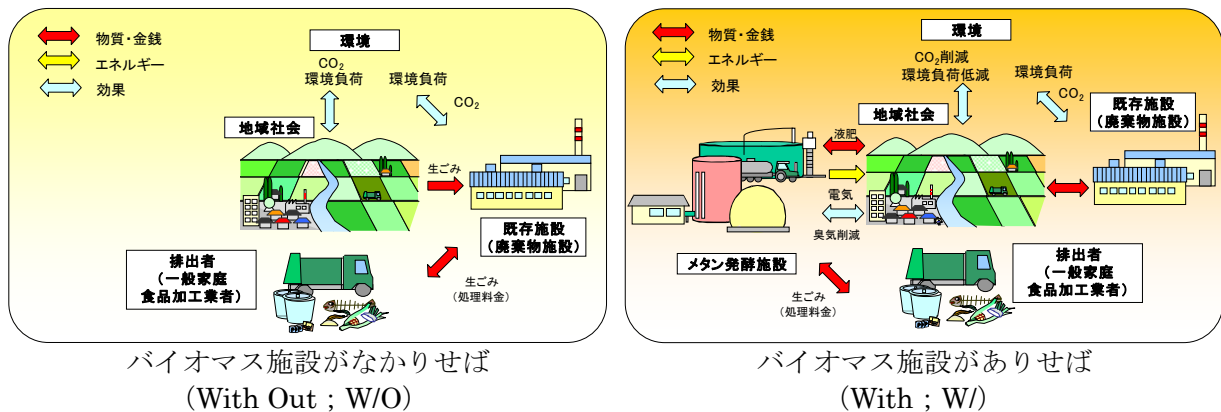 物質・金銭
エネルギー
効果
環境
CO2
環境負荷
環境負荷
CO2
地域社会
生ごみ
既存施設
（廃棄物施設）
排出者
（一般家庭
食品加工業者）
生ごみ
（処理料金）
バイオマス施設がなかりせば
（With Out；W/O）
物質・金銭
エネルギー
効果
環境
CO2削減
環境負荷低減
環境負荷
CO2
既存施設
（廃棄物施設）
地域社会
液肥
電気
臭気削減
メタン発酵施設
排出者
（一般家庭
食品加工業者）
生ごみ
（処理料金）
バイオマス施設がありせば
（With；W/）